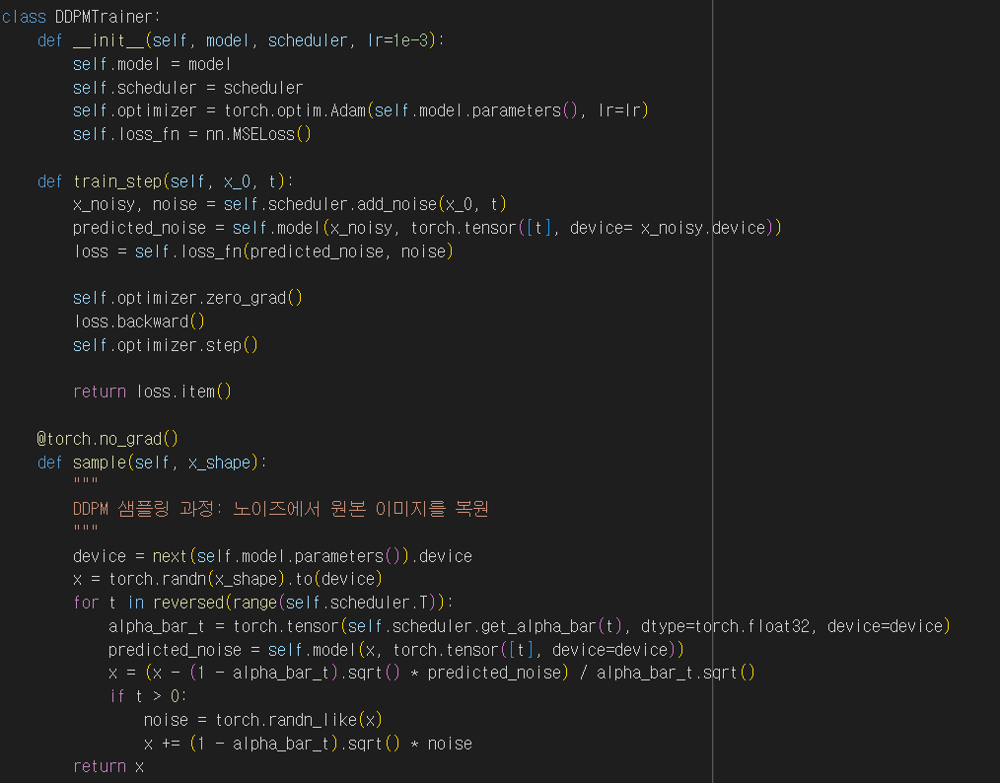 class DDPMTrainer:
    def __init__(self, model, scheduler, lr=1e-3):
        self.model = model
        self.scheduler = scheduler
        self.optimizer = torch.optim.Adam(self.model.parameters(), lr=lr)
        self.loss_fn = nn.MSELoss()

    def train_step(self, x_0, t):
        x_noisy, noise = self.scheduler.add_noise(x_0, t)
        predicted_noise = self.model(x_noisy, torch.tensor([t], device= x_noisy.device))
        loss = self.loss_fn(predicted_noise, noise)

        self.optimizer.zero_grad()
        loss.backward()
        self.optimizer.step()

        return loss.item()

    @torch.no_grad()
    def sample(self, x_shape):
        """
        DDPM 샘플링 과정: 노이즈에서 원본 이미지를 복원
        """
        device = next(self.model.parameters()).device
        x = torch.randn(x_shape).to(device)
        for t in reversed(range(self.scheduler.T)):
            alpha_bar_t = torch.tensor(self.scheduler.get_alpha_bar(t), dtype=torch.float32, device=device)
            predicted_noise = self.model(x, torch.tensor([t], device=device))
            x = (x - (1 - alpha_bar_t).sqrt() * predicted_noise) / alpha_bar_t.sqrt()
            if t > 0:
                noise = torch.randn_like(x)
                x += (1 - alpha_bar_t).sqrt() * noise
        return x